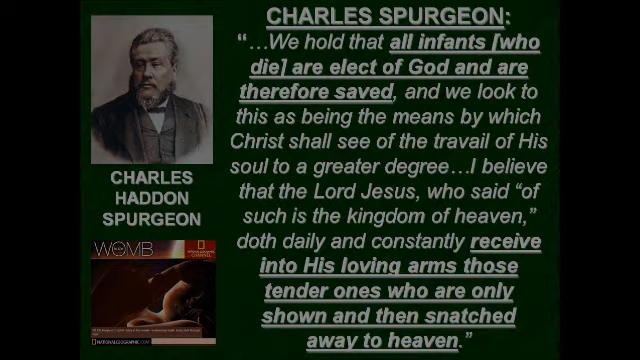 CHARLES SPURGEON:
“…We hold that all infants [who
die] are elect of God and are
therefore saved, and we look to
this as being the means by which
Christ shall see of the travail of His
soul to a greater degree…I believe
that the Lord Jesus, who said “of
such is the kingdom of heaven,”
doth daily and constantly receive
into His loving arms those
tender ones who are only
shown and then snatched
away to heaven.”
CHARLES
HADDON
SPURGEON
WOMB
NATIONAL GEOGRAPHIC
CHANNEL
NATIONALGEOGRAPHIC.COM